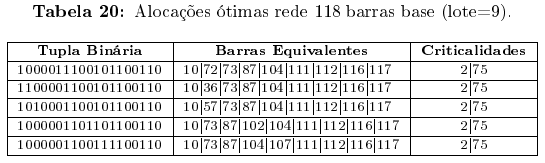 Tabela 20: Alocações ótimas rede 118 barras base (lote=9).
Tupla Binária Barras Equivalentes Criticalidades
1000011100101100110 10|72|73|87|104|111|112|116|117 2|75
1100001100101100110 10|36|73|87|104|111|112|116|117 2|75
1010001100101100110 10|57|73|87|104|111|112|116|117 2|75
1000001101101100110 10|73|87|102|104|111|112|116|117 2|75
1000001100111100110 10|73|87|104|107|111|112|116|117 2|75